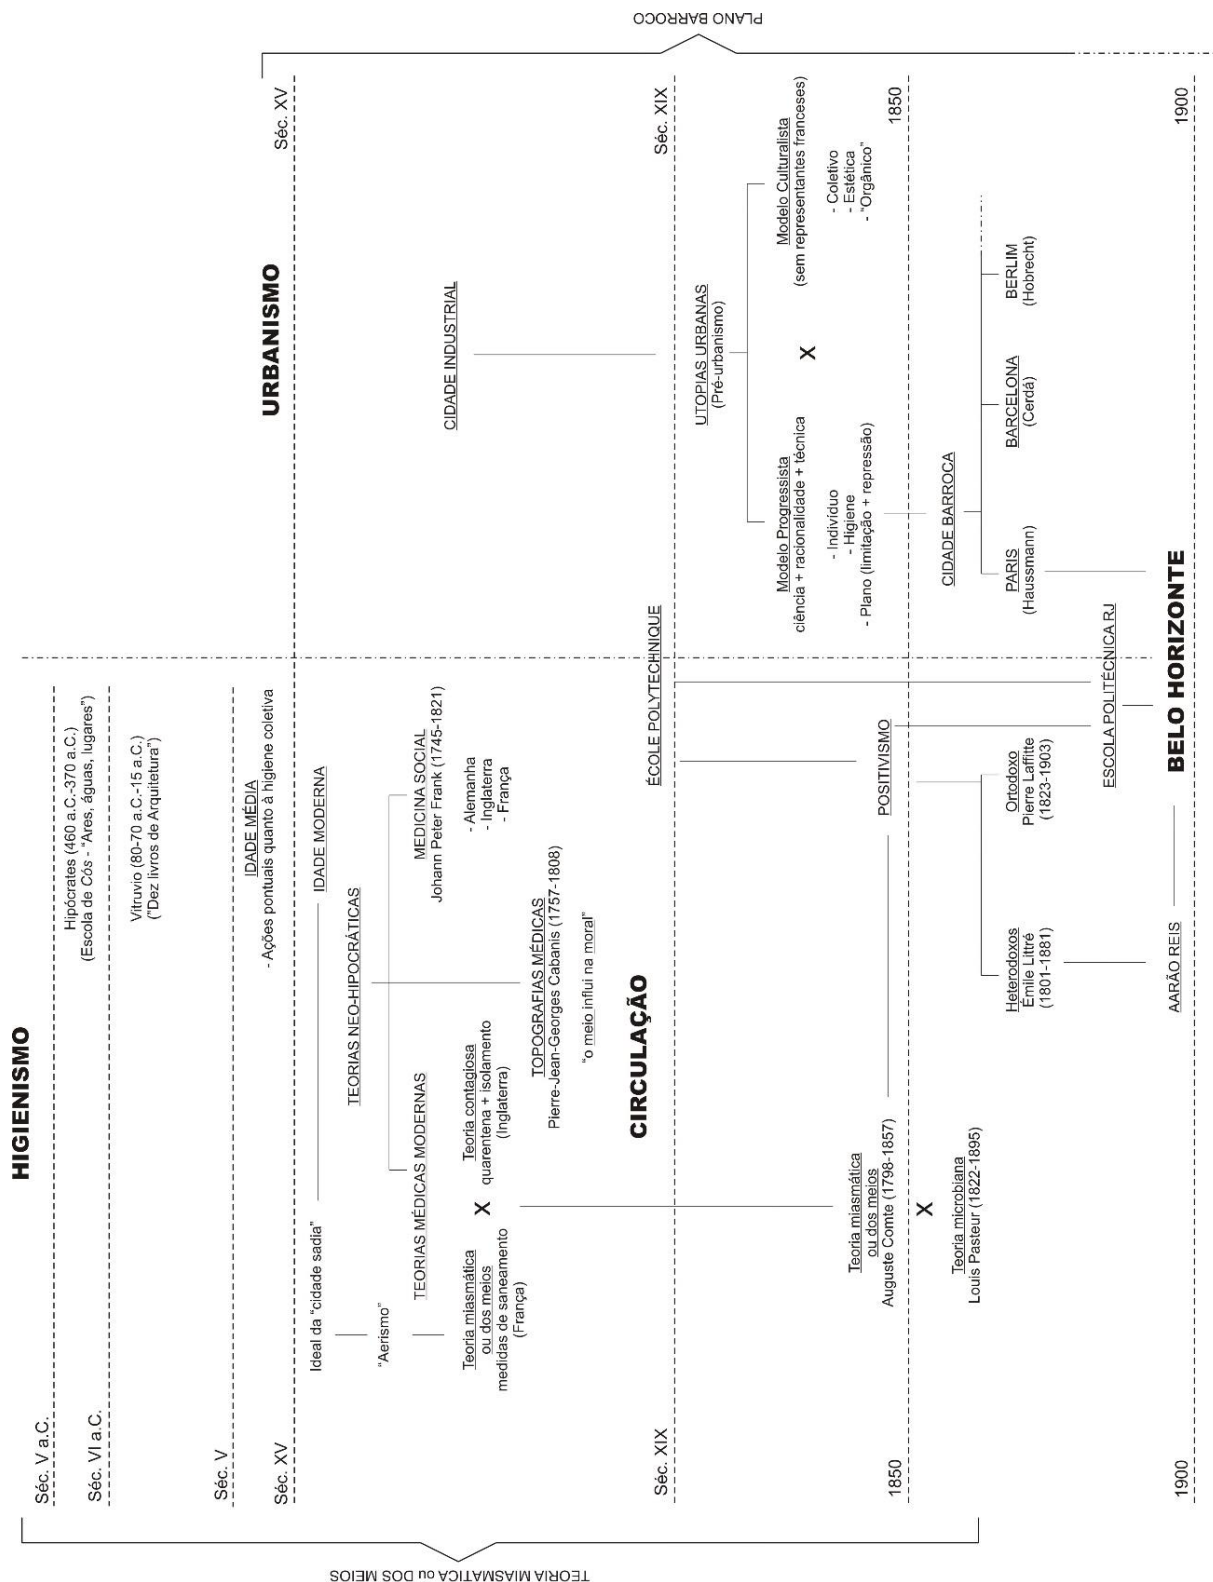 HIGIENISMO
Séc. V a.C.
Hipócrates (460 a.C.-370 a.C.)
(Escola de Cós - "Ares, águas, lugares")
Séc. VI a.C.
Vitruvio (80-70 a.C.-15 a.C.)
("Dez livros de Arquitetura")
Séc. V
IDADE MÉDIA
- Ações pontuais quanto à higiene coletiva
URBANISMO
Séc. XV
Séc. XV
Ideal da "cidade sadia"
IDADE MODERNA
"Aerismo"
TEORIAS NEO-HIPOCRÁTICAS
TEORIAS MÉDICAS MODERNAS
MEDICINA SOCIAL
Johann Peter Frank (1745-1821)
- Alemanha
- Inglaterra
- França
CIDADE INDUSTRIAL
Teoria miasmática
ou dos meios
medidas de saneamento
(França)
X
Teoria contagiosa
quarentena + isolamento
(Inglaterra)
TOPOGRAFIAS MÉDICAS
Pierre-Jean-Georges Cabanis (1757-1808)
"o meio influi na moral"
CIRCULAÇÃO
ÉCOLE POLYTECHNIQUE
Séc. XIX
Séc. XIX
UTOPIAS URBANAS
(Pré-urbanismo)
Modelo Progressista
ciência + racionalidade + técnica
- Indivíduo
- Higiene
- Plano (limitação + repressão)
X
Modelo Culturalista
(sem representantes franceses)
- Coletivo
- Estética
- "Orgânico"
Teoria miasmática
ou dos meios
Auguste Comte (1798-1857)
POSITIVISMO
1850
1850
X
Teoria microbiana
Louis Pasteur (1822-1895)
CIDADE BARROCA
Heterodoxos
Émile Littré
(1801-1881)
Ortodoxo
Pierre Laffitte
(1823-1903)
PARIS
(Haussmann)
BARCELONA
(Cerdá)
BERLIM
(Hobrecht)
ESCOLA POLITÉCNICA RJ
AARÃO REIS
BELO HORIZONTE
1900
1900
TEORIA MIASMATICA ou DOS MEIOS
PLANO BARROCO